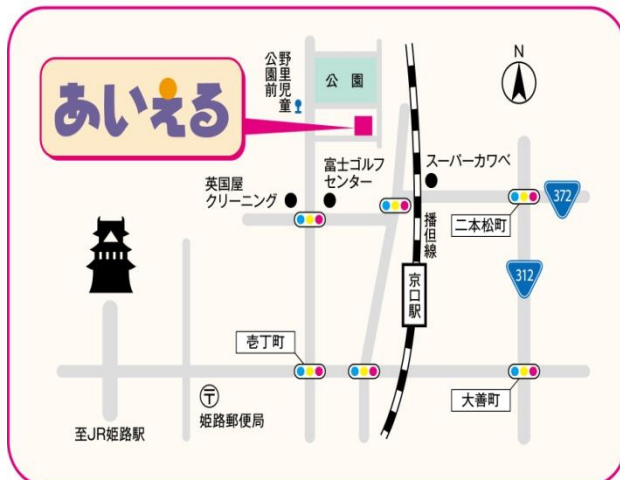 野里児童
公園前
公園
N
あいえる
スーパーカワベ
富士ゴルフ
センター
英国屋
クリーニング
372
二本松町
播但線
312
京口駅
壱丁町
大善町
〒
姫路郵便局
至JR姫路駅